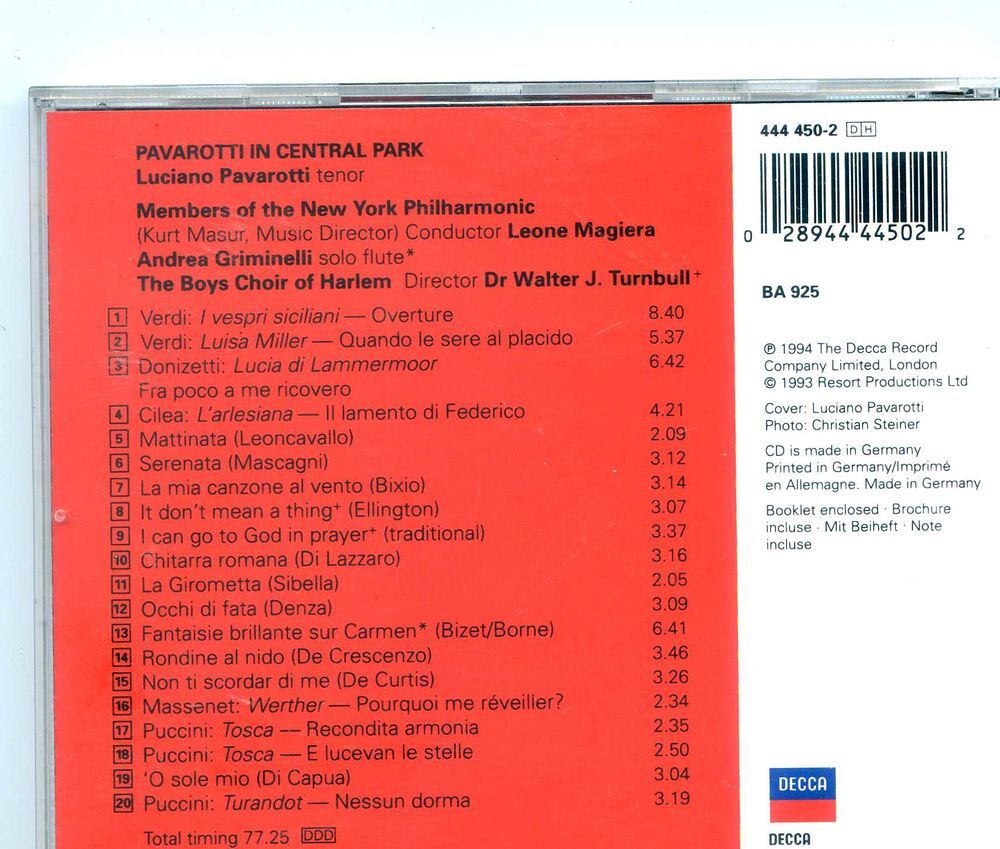 PAVAROTTI IN CENTRAL PARK
Luciano Pavarotti tenor
Members of the New York Philharmonic
(Kurt Masur, Music Director) Conductor Leone Magiera
Andrea Griminelli solo flute*
The Boys Choir of Harlem Director Dr Walter J. Turnbull+
1 Verdi: I vespri siciliani — Overture 8.40
2 Verdi: Luisa Miller — Quando le sere al placido 5.37
3 Donizetti: Lucia di Lammermoor 6.42
Fra poco a me ricovero
4 Cilea: L'arlesiana — Il lamento di Federico 4.21
5 Mattinata (Leoncavallo) 2.09
6 Serenata (Mascagni) 3.12
7 La mia canzone al vento (Bixio) 3.14
8 It don't mean a thing+ (Ellington) 3.07
9 I can go to God in prayer+ (traditional) 3.37
10 Chitarra romana (Di Lazzaro) 3.16
11 La Girometta (Sibella) 2.05
12 Occhi di fata (Denza) 3.09
13 Fantaisie brillante sur Carmen* (Bizet/Borne) 6.41
14 Rondine al nido (De Crescenzo) 3.46
15 Non ti scordar di me (De Curtis) 3.26
16 Massenet: Werther — Pourquoi me réveiller? 2.34
17 Puccini: Tosca — Recondita armonia 2.35
18 Puccini: Tosca — E lucevan le stelle 2.50
19 'O sole mio (Di Capua) 3.04
20 Puccini: Turandot — Nessun dorma 3.19
Total timing 77.25 DDD
444 450-2 DH
0 28944 44502 2
BA 925
℗ 1994 The Decca Record
Company Limited, London
© 1993 Resort Productions Ltd
Cover: Luciano Pavarotti
Photo: Christian Steiner
CD is made in Germany
Printed in Germany/Imprimé
en Allemagne. Made in Germany
Booklet enclosed · Brochure
incluse · Mit Beiheft · Note
incluse
DECCA
DECCA